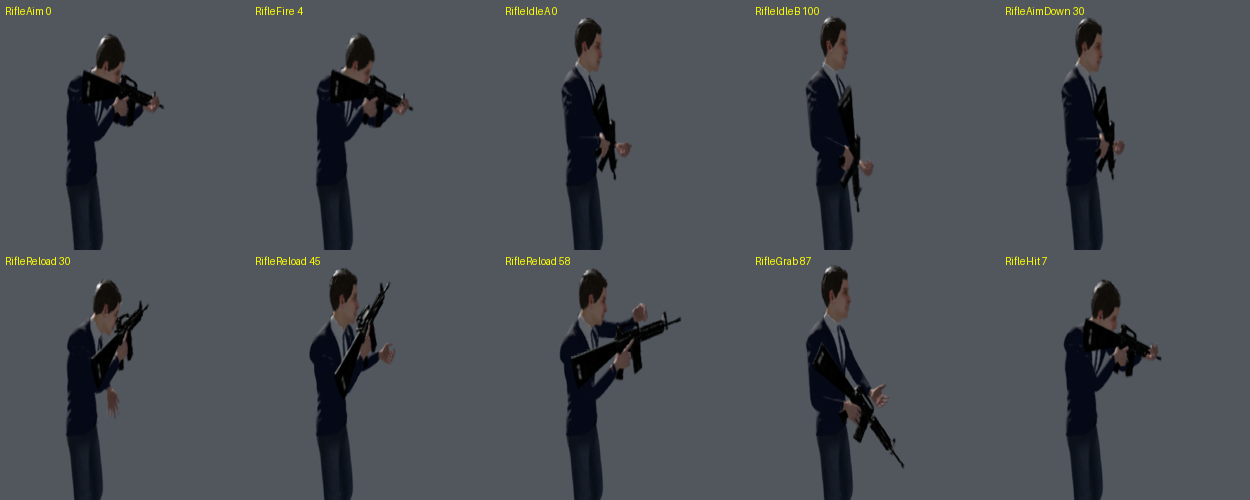 RifleAim 0
RifleFire 4
RifleIdleA 0
RifleIdleB 100
RifleAimDown 30
RifleReload 30
RifleReload 45
RifleReload 58
RifleGrab 87
RifleHit 7